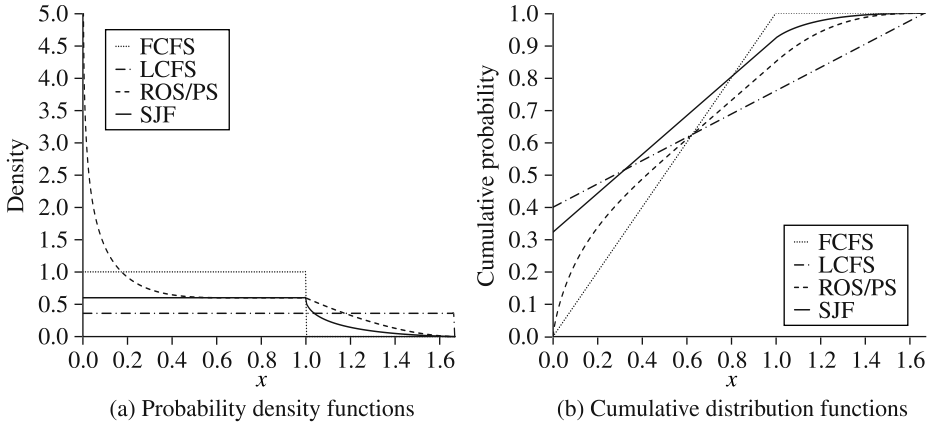 5.0
4.5
4.0
3.5
3.0
2.5
2.0
1.5
1.0
0.5
0.0
Density
FCFS
LCFS
ROS/PS
SJF
0.0 0.2 0.4 0.6 0.8 1.0 1.2 1.4 1.6
x
(a) Probability density functions
1.0
0.9
0.8
0.7
0.6
0.5
0.4
0.3
0.2
0.1
0.0
Cumulative probability
FCFS
LCFS
ROS/PS
SJF
0.0 0.2 0.4 0.6 0.8 1.0 1.2 1.4 1.6
x
(b) Cumulative distribution functions